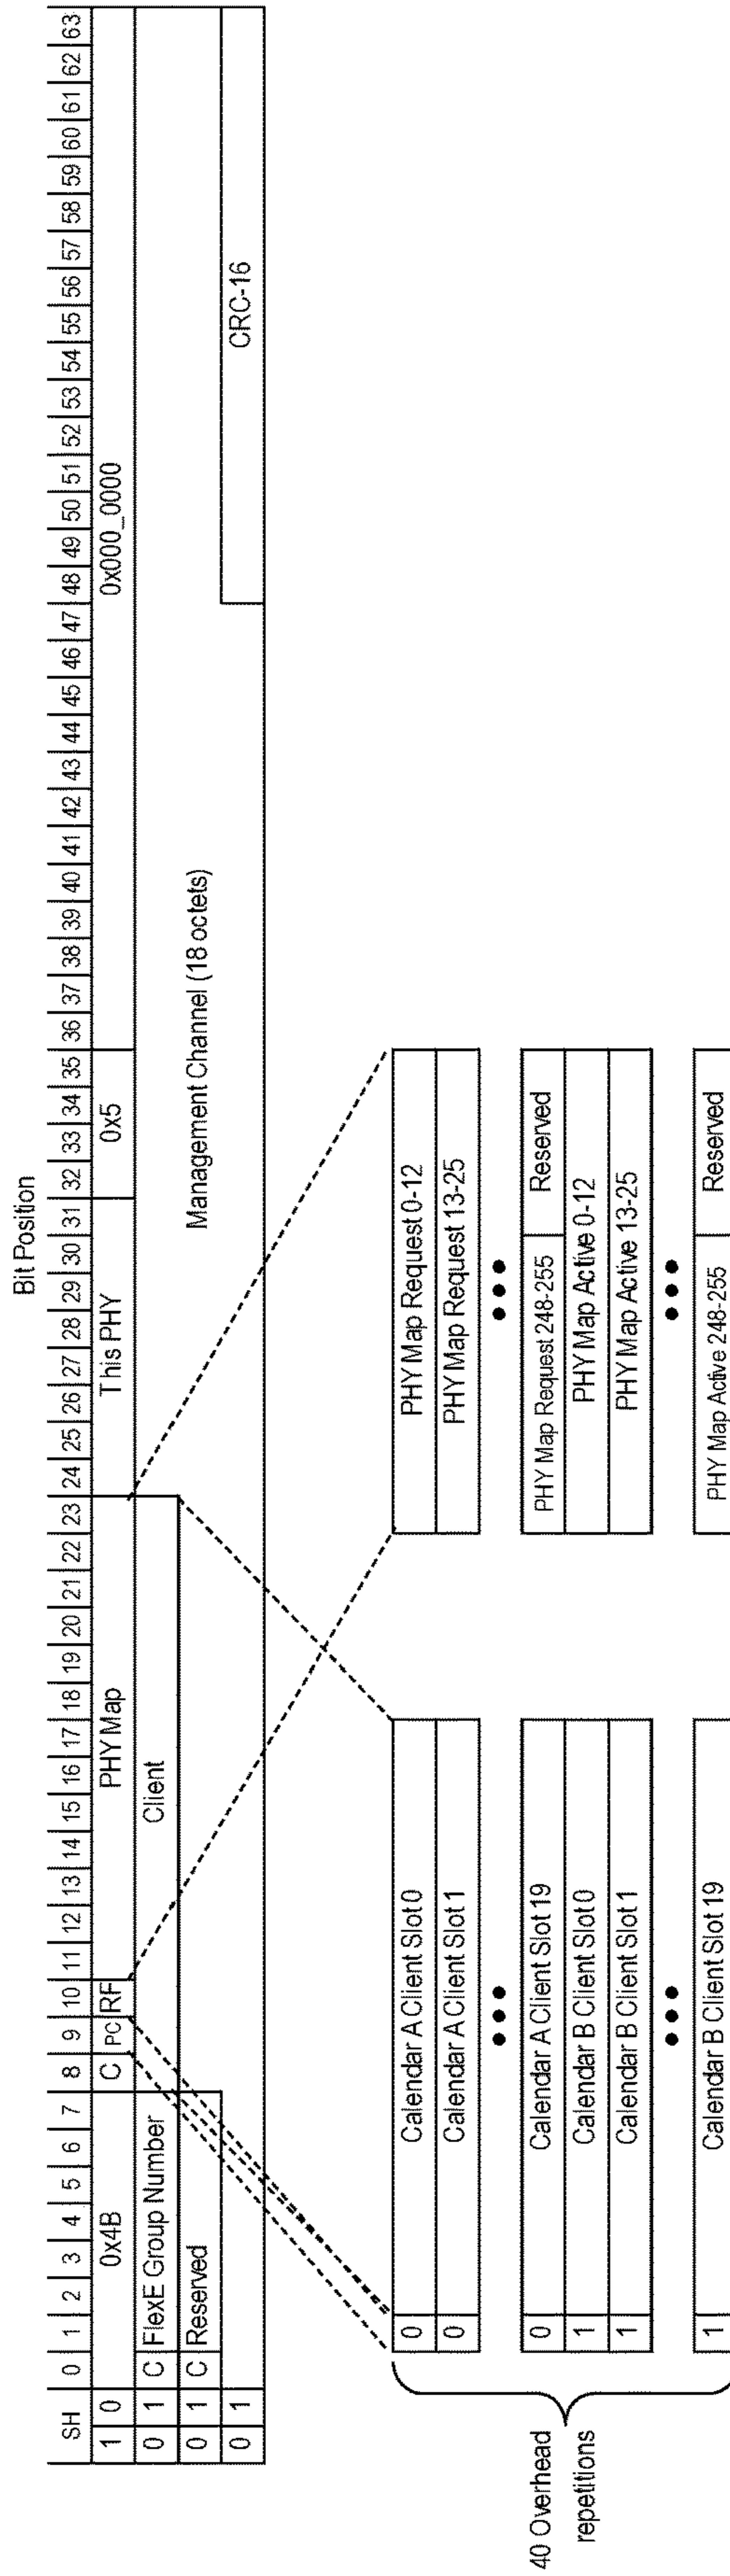 Bit Position
SH 0 1 2 3 4 5 6 7 8 9 10 11 12 13 14 15 16 17 18 19 20 21 22 23 24 25 26 27 28 29 30 31 32 33 34 35 36 37 38 39 40 41 42 43 44 45 46 47 48 49 50 51 52 53 54 55 56 57 58 59 60 61 62 63
1 0 0x4B C PC RF PHY Map This PHY 0x5 0x000_0000
0 1 C FlexE Group Number Client
0 1 C Reserved Management Channel (18 octets)
0 1 CRC-16
40 Overhead
repetitions
0 Calendar A Client Slot 0
0 Calendar A Client Slot 1
•••
0 Calendar A Client Slot 19
1 Calendar B Client Slot 0
1 Calendar B Client Slot 1
•••
1 Calendar B Client Slot 19
PHY Map Request 0-12
PHY Map Request 13-25
•••
PHY Map Request 248-255 Reserved
PHY Map Active 0-12
PHY Map Active 13-25
•••
PHY Map Active 248-255 Reserved